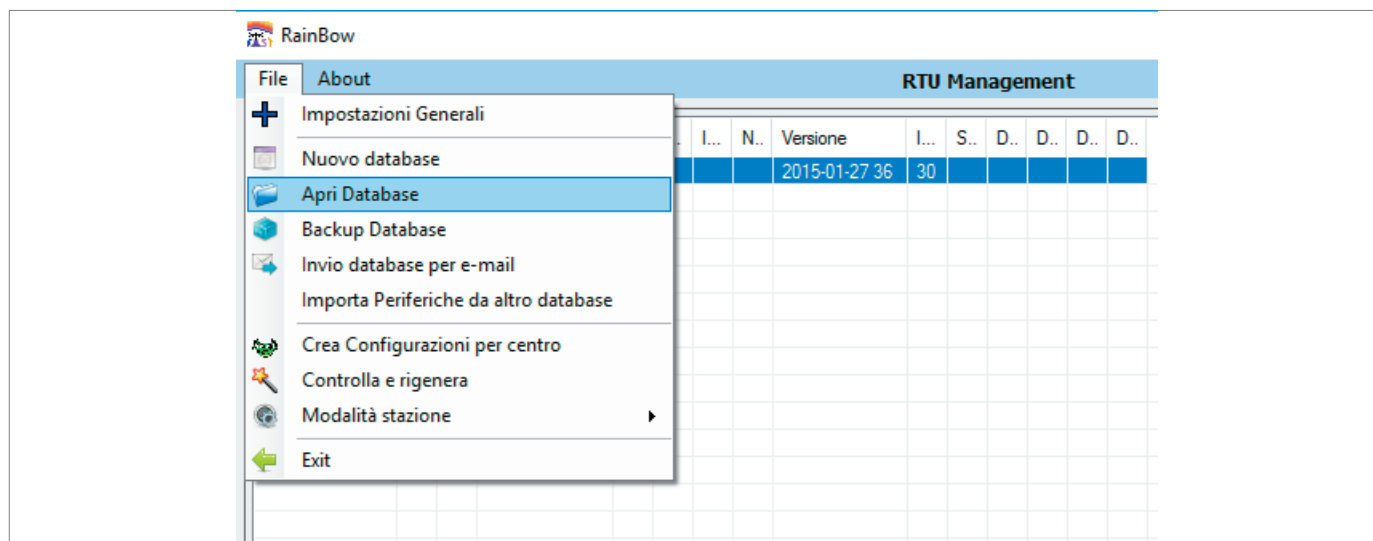 RainBow
File About RTU Management
Impostazioni Generali
I... N.. Versione I... S.. D.. D.. D.. D..
Nuovo database
2015-01-27 36 30
Apri Database
Backup Database
Invio database per e-mail
Importa Periferiche da altro database
Crea Configurazioni per centro
Controlla e rigenera
Modalità stazione
Exit